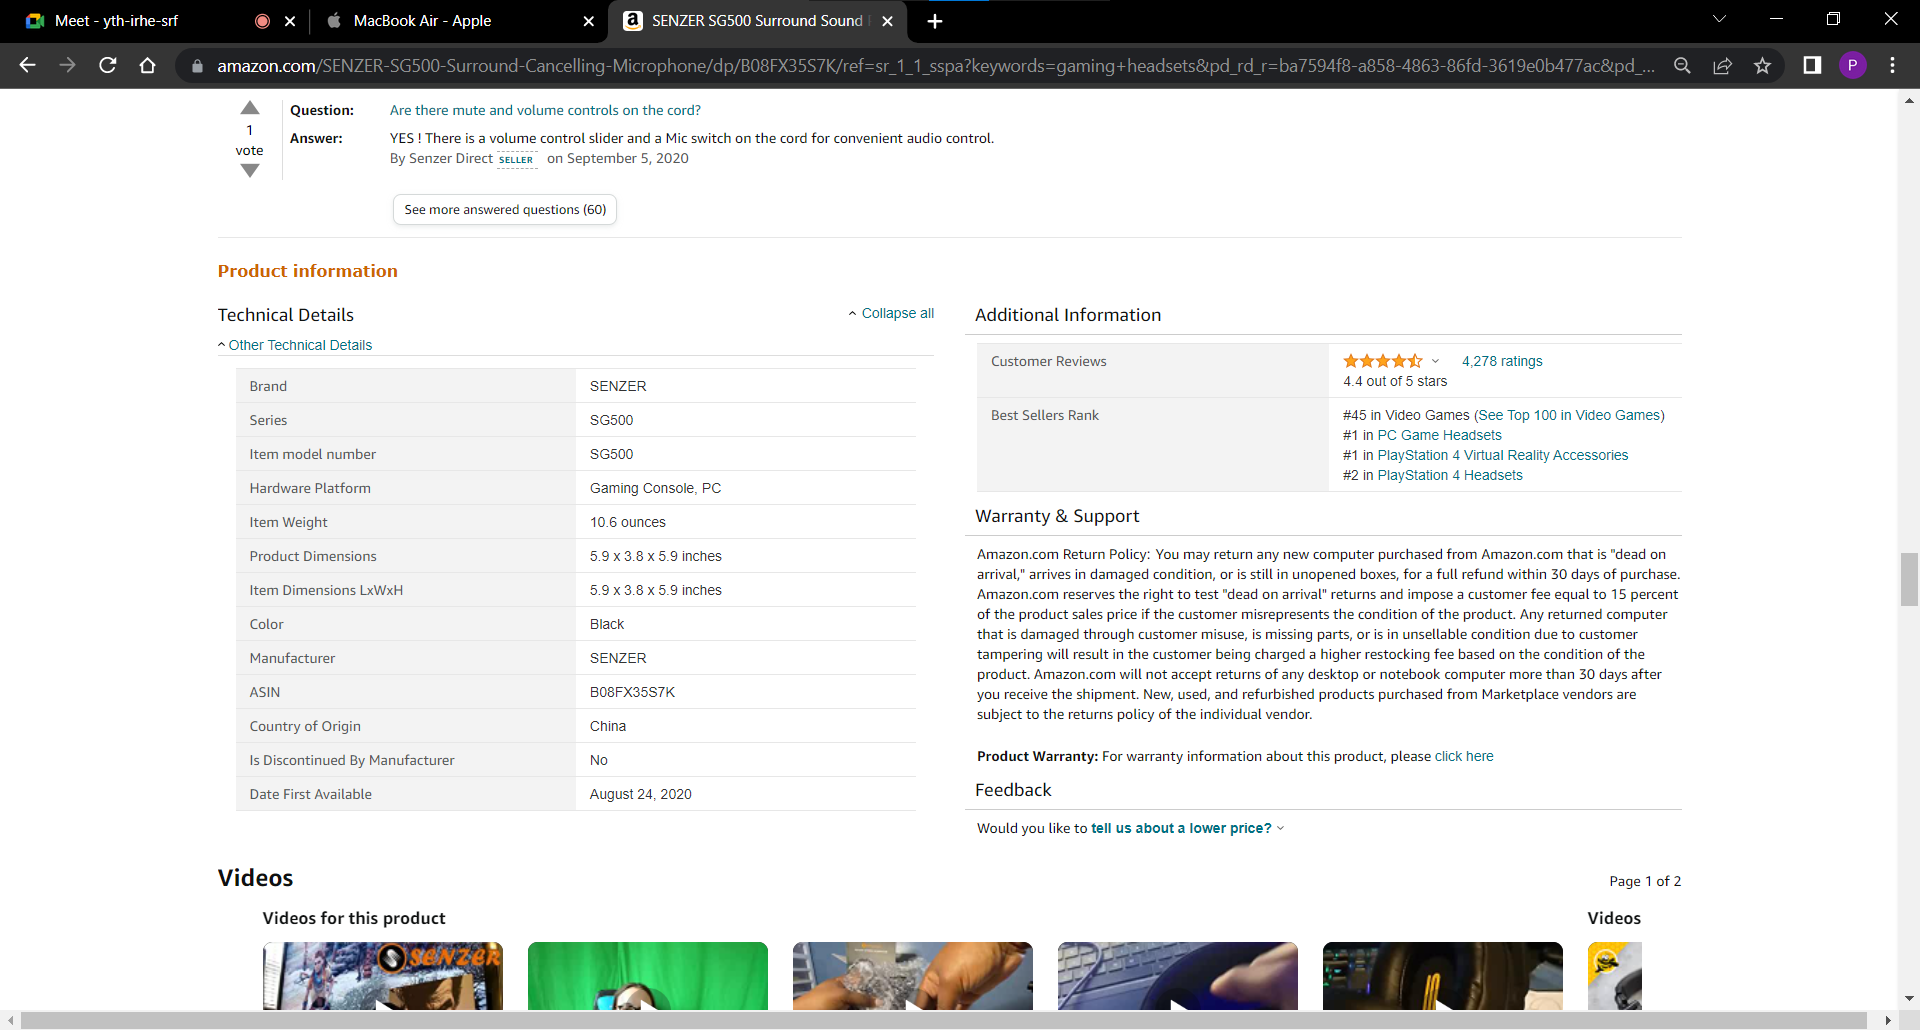 Meet - yth-irhe-srf
MacBook Air - Apple
SENZER SG500 Surround Sound
amazon.com/SENZER-SG500-Surround-Cancelling-Microphone/dp/B08FX35S7K/ref=sr_1_1_sspa?keywords=gaming+headsets&pd_rd_r=ba7594f8-a858-4863-86fd-3619e0b477ac&pd_...
P
1
vote
Question: Are there mute and volume controls on the cord?
Answer: YES ! There is a volume control slider and a Mic switch on the cord for convenient audio control.
By Senzer Direct SELLER on September 5, 2020
See more answered questions (60)
Product information
Technical Details
Collapse all
Other Technical Details
Brand SENZER
Series SG500
Item model number SG500
Hardware Platform Gaming Console, PC
Item Weight 10.6 ounces
Product Dimensions 5.9 x 3.8 x 5.9 inches
Item Dimensions LxWxH 5.9 x 3.8 x 5.9 inches
Color Black
Manufacturer SENZER
ASIN B08FX35S7K
Country of Origin China
Is Discontinued By Manufacturer No
Date First Available August 24, 2020
Additional Information
Customer Reviews 4,278 ratings
4.4 out of 5 stars
Best Sellers Rank #45 in Video Games (See Top 100 in Video Games)
#1 in PC Game Headsets
#1 in PlayStation 4 Virtual Reality Accessories
#2 in PlayStation 4 Headsets
Warranty & Support
Amazon.com Return Policy: You may return any new computer purchased from Amazon.com that is "dead on
arrival," arrives in damaged condition, or is still in unopened boxes, for a full refund within 30 days of purchase.
Amazon.com reserves the right to test "dead on arrival" returns and impose a customer fee equal to 15 percent
of the product sales price if the customer misrepresents the condition of the product. Any returned computer
that is damaged through customer misuse, is missing parts, or is in unsellable condition due to customer
tampering will result in the customer being charged a higher restocking fee based on the condition of the
product. Amazon.com will not accept returns of any desktop or notebook computer more than 30 days after
you receive the shipment. New, used, and refurbished products purchased from Marketplace vendors are
subject to the returns policy of the individual vendor.
Product Warranty: For warranty information about this product, please click here
Feedback
Would you like to tell us about a lower price?
Videos
Page 1 of 2
Videos for this product
Videos
SENZER